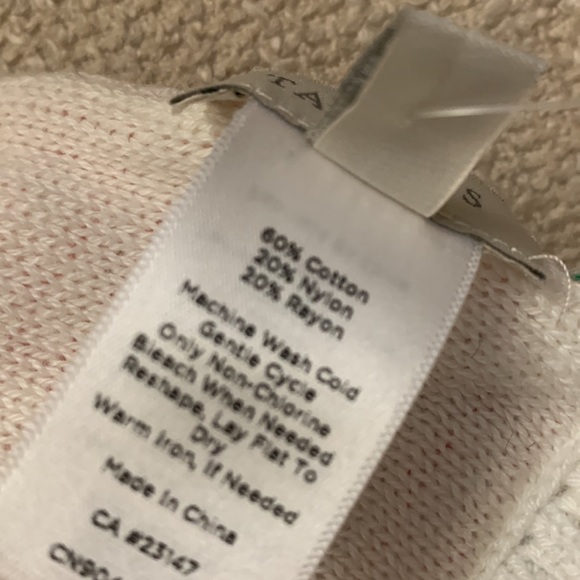 TA
S
60% Cotton
20% Nylon
20% Rayon
Machine Wash Cold
Gentle Cycle
Only Non-Chlorine
Bleach When Needed
Reshape, Lay Flat To
Dry
Warm Iron, If Needed
Made In China
CA #23147